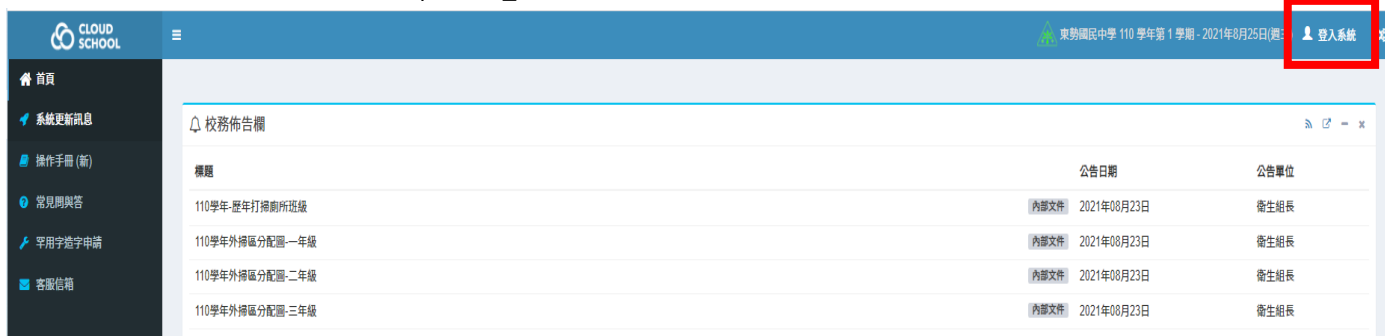 CLOUD
SCHOOL
東勢國民中學 110 學年第 1 學期 - 2021年8月25日(週三) 登入系統
首頁
系統更新訊息
操作手冊 (新)
常見問與答
罕用字造字申請
客服信箱
校務佈告欄
標題 公告日期 公告單位
110學年-歷年打掃廁所班級 內部文件 2021年08月23日 衛生組長
110學年外掃區分配圖-一年級 內部文件 2021年08月23日 衛生組長
110學年外掃區分配圖-二年級 內部文件 2021年08月23日 衛生組長
110學年外掃區分配圖-三年級 內部文件 2021年08月23日 衛生組長